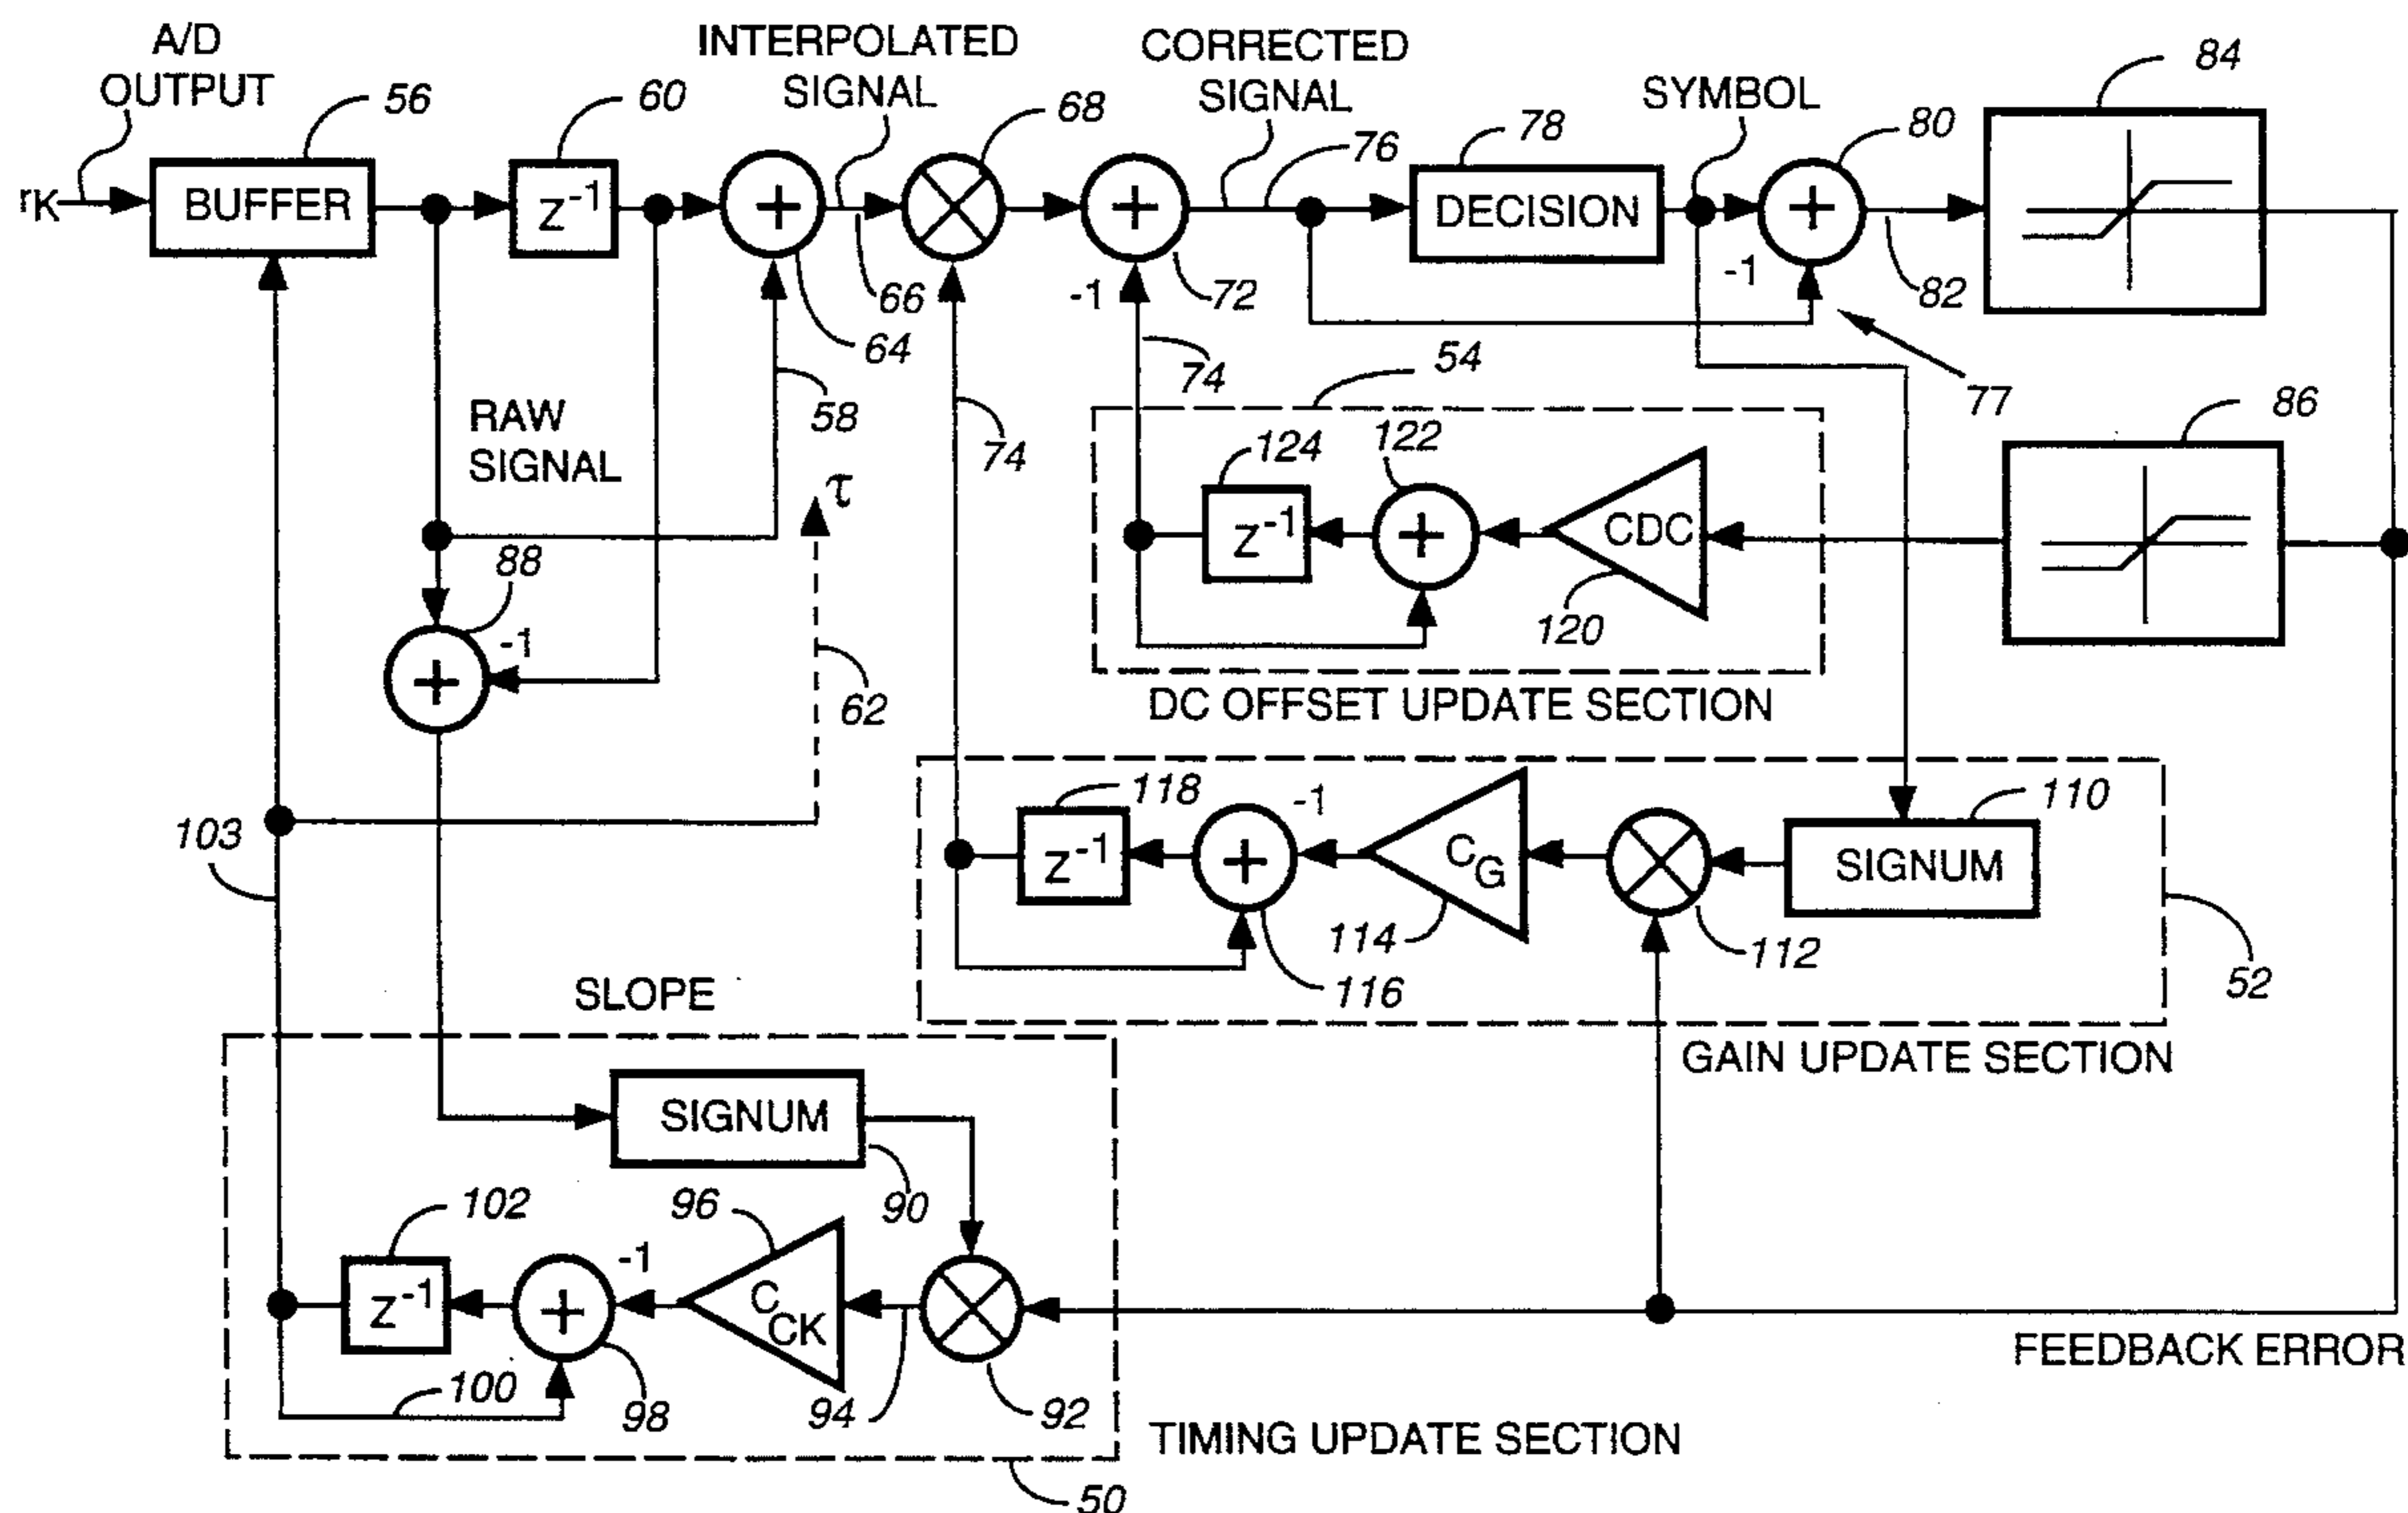 A/D
OUTPUT
56
60
INTERPOLATED
SIGNAL
68
CORRECTED
SIGNAL
76
78
SYMBOL
80
84
rK
BUFFER
z-1
+
+
DECISION
+
66
64
-1
72
-1
82
77
RAW
SIGNAL
58
τ
74
74
54
86
124
122
z-1
+
CDC
120
88
-1
+
62
DC OFFSET UPDATE SECTION
103
118
-1
110
z-1
+
CG
SIGNUM
114
112
116
52
SLOPE
GAIN UPDATE SECTION
SIGNUM
90
102
96
-1
z-1
+
CCK
100
98
94
92
FEEDBACK ERROR
TIMING UPDATE SECTION
50